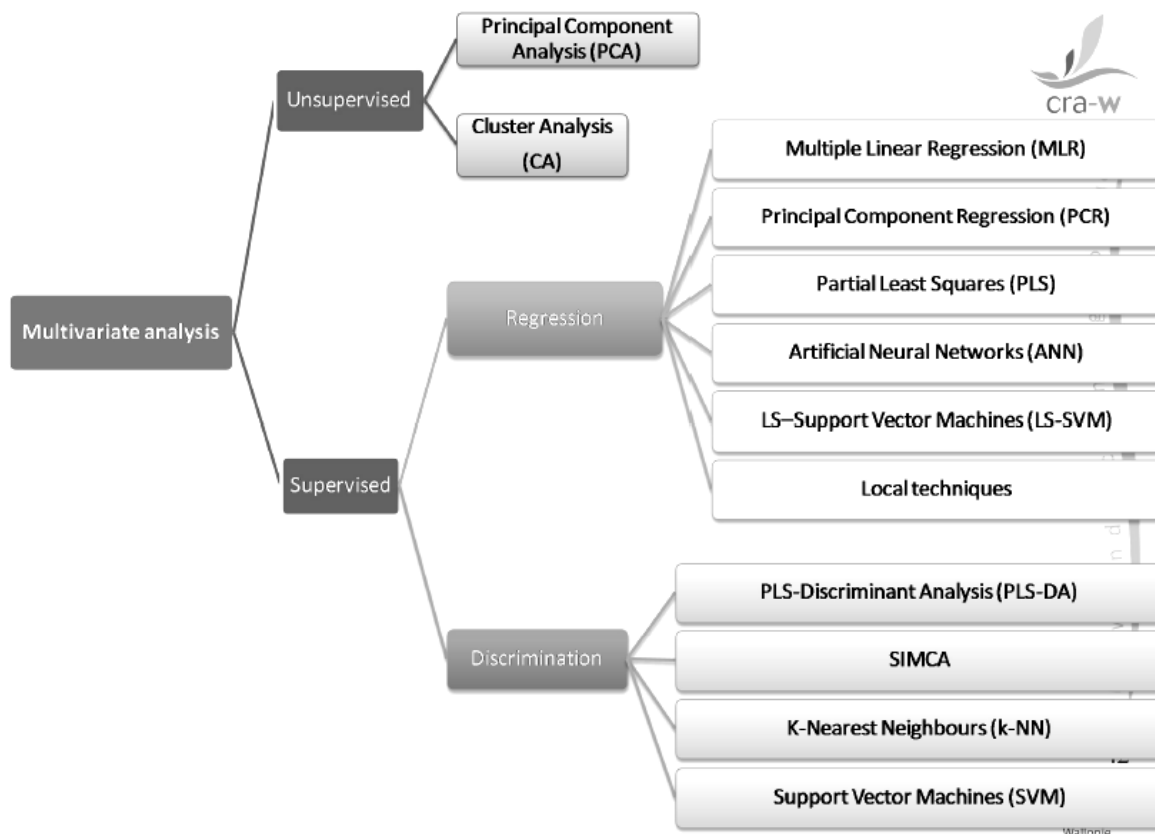 Principal Component
Analysis (PCA)
Unsupervised
Cluster Analysis
(CA)
cra-w
Multiple Linear Regression (MLR)
Principal Component Regression (PCR)
Partial Least Squares (PLS)
Multivariate analysis
Regression
Artificial Neural Networks (ANN)
LS–Support Vector Machines (LS-SVM)
Supervised
Local techniques
PLS-Discriminant Analysis (PLS-DA)
Discrimination
SIMCA
K-Nearest Neighbours (k-NN)
Support Vector Machines (SVM)
Wallonie